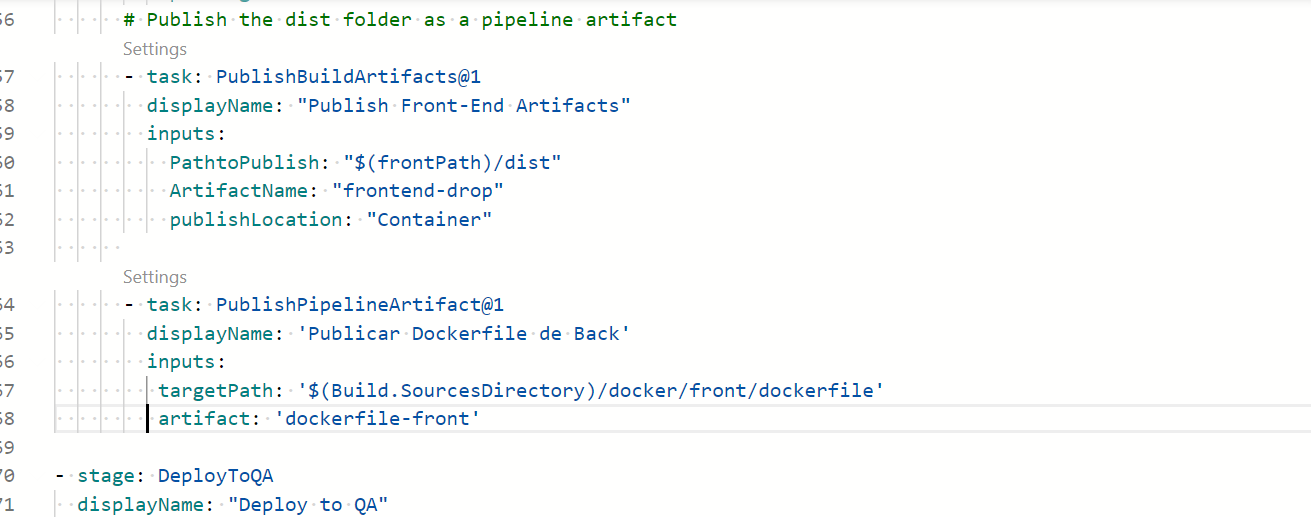 56 # Publish the dist folder as a pipeline artifact
Settings
57 - task: PublishBuildArtifacts@1
58 displayName: "Publish Front-End Artifacts"
59 inputs:
60 PathtoPublish: "$(frontPath)/dist"
61 ArtifactName: "frontend-drop"
62 publishLocation: "Container"
63
Settings
64 - task: PublishPipelineArtifact@1
65 displayName: 'Publicar Dockerfile de Back'
66 inputs:
67 targetPath: '$(Build.SourcesDirectory)/docker/front/dockerfile'
68 artifact: 'dockerfile-front'
69
70 - stage: DeployToQA
71 displayName: "Deploy to QA"